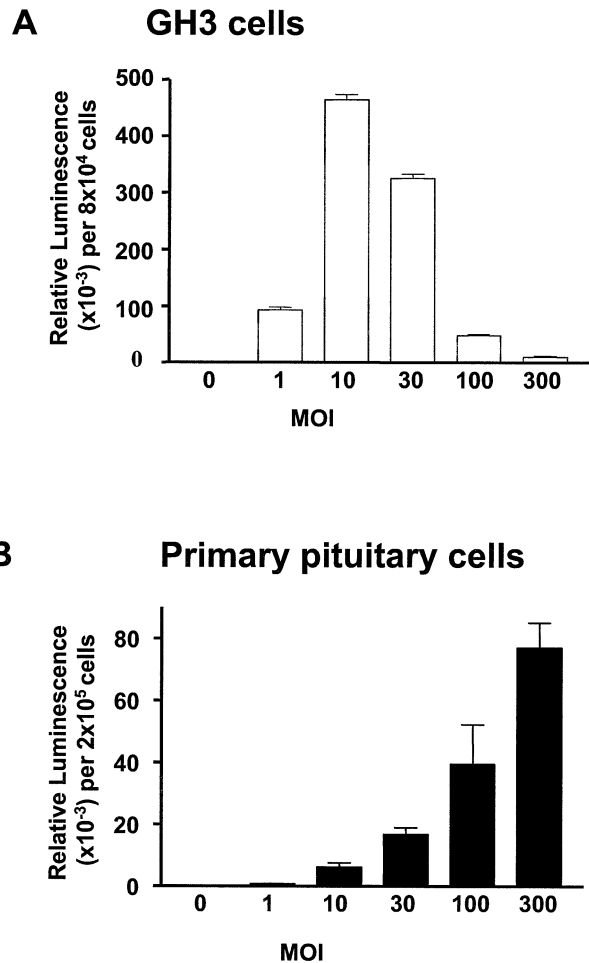 A GH3 cells
Relative Luminescence
(x10⁻³) per 8x10⁴ cells
500
400
300
200
100
0
0 1 10 30 100 300
MOI
B Primary pituitary cells
Relative Luminescence
(x10⁻³) per 2x10⁵ cells
80
60
40
20
0
0 1 10 30 100 300
MOI